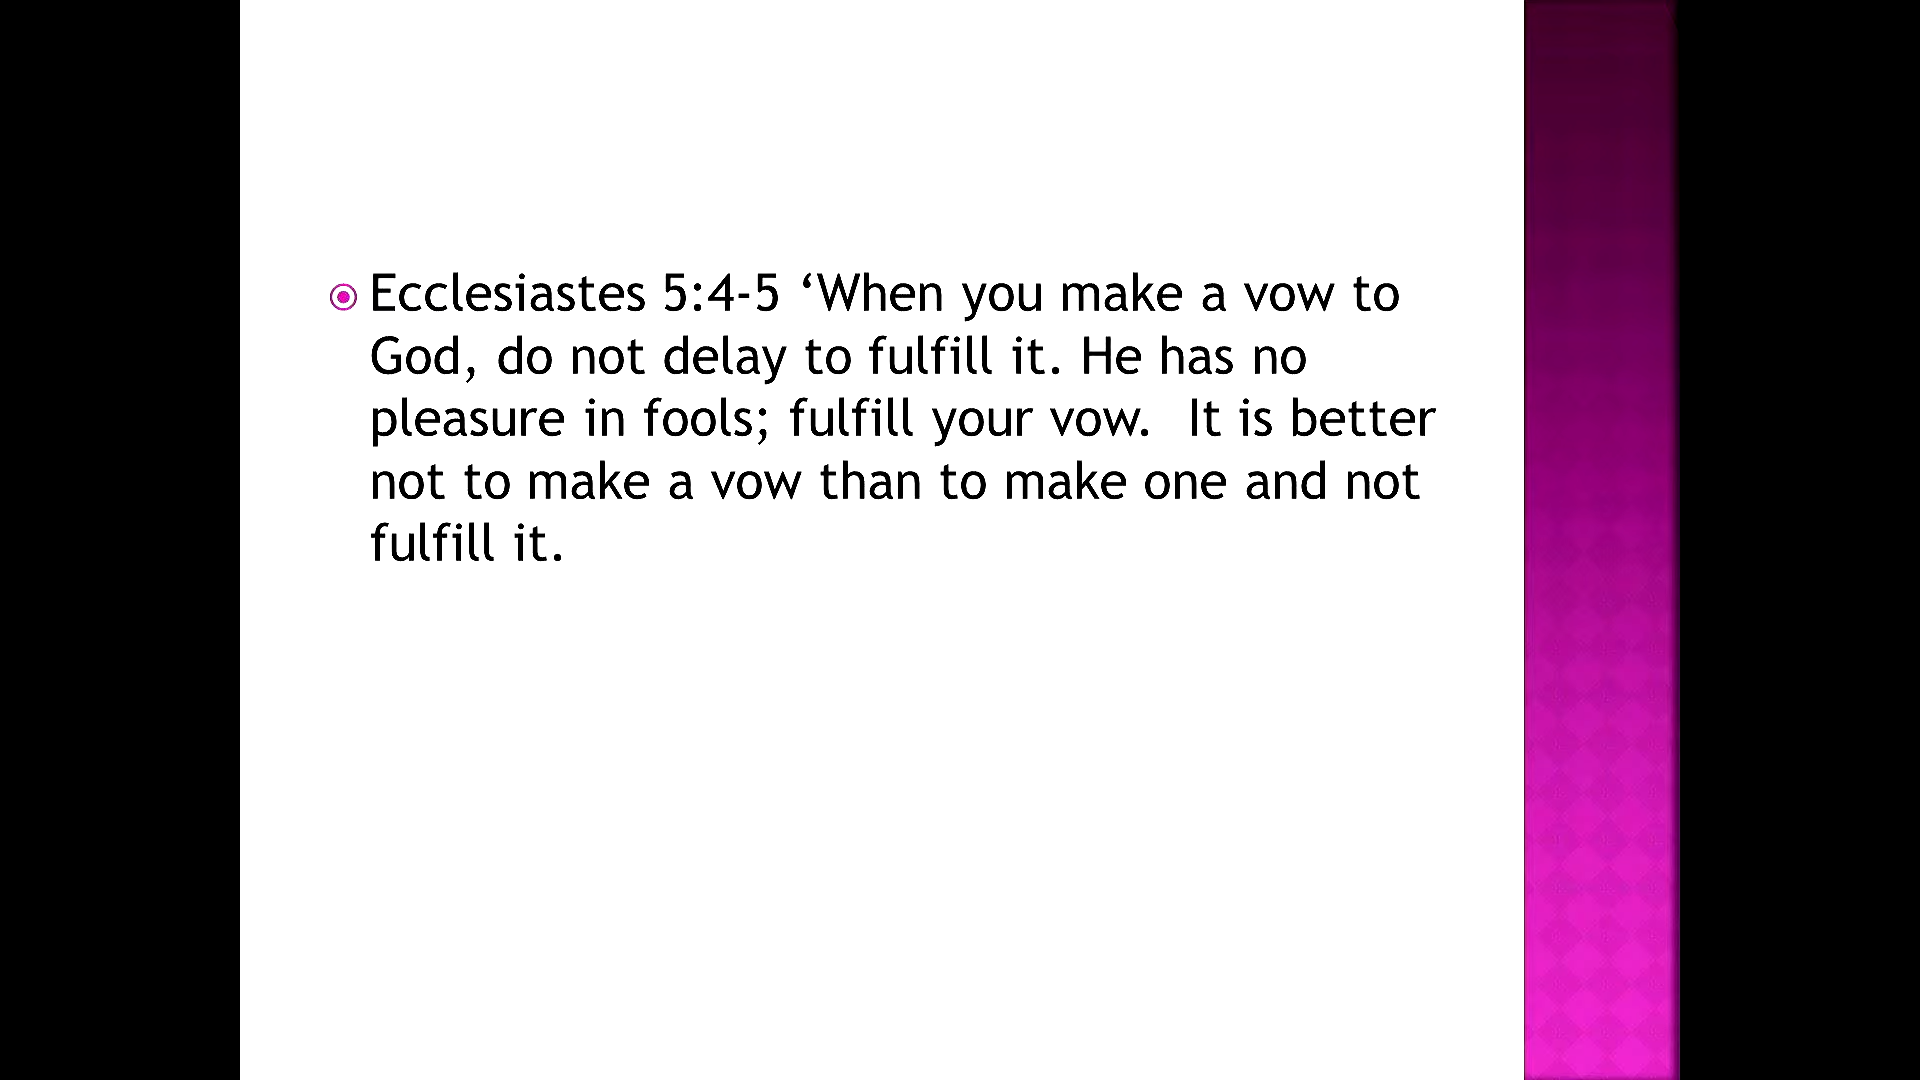 Ecclesiastes 5:4-5 ‘When you make a vow to
God, do not delay to fulfill it. He has no
pleasure in fools; fulfill your vow.  It is better
not to make a vow than to make one and not
fulfill it.